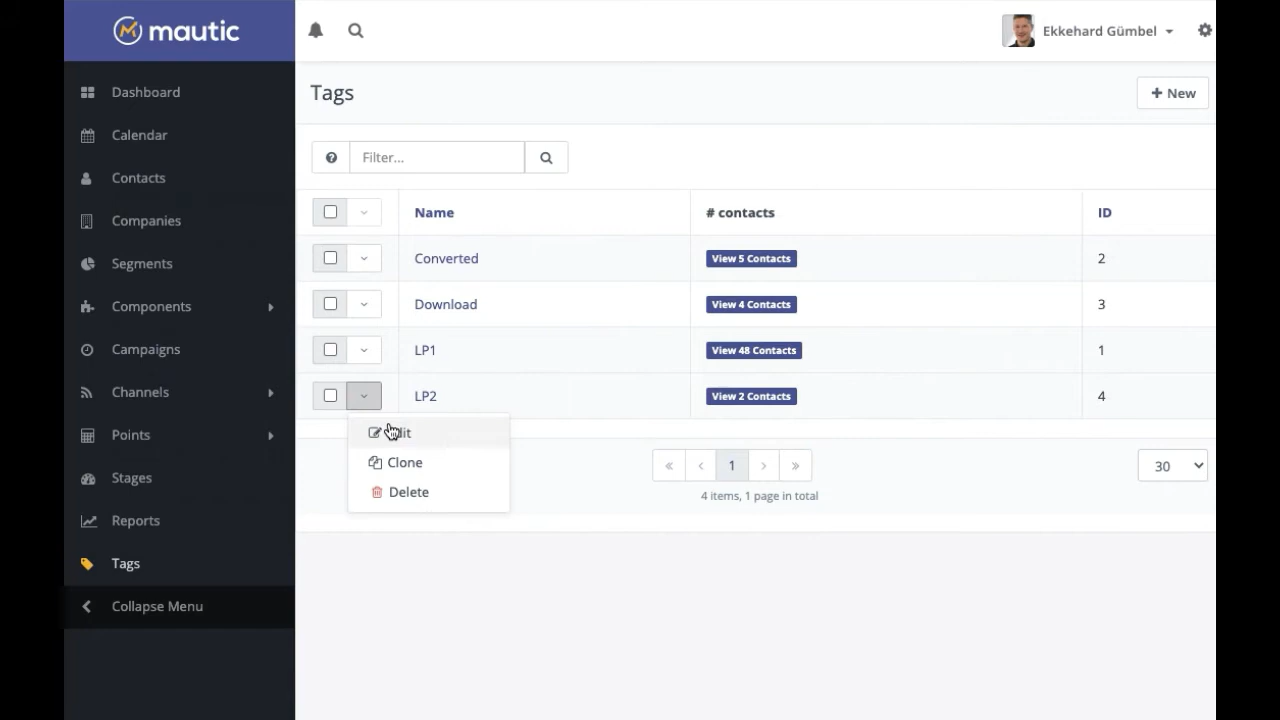 mautic
Ekkehard Gümbel
Dashboard
Calendar
Contacts
Companies
Segments
Components
Campaigns
Channels
Points
Stages
Reports
Tags
Collapse Menu
Tags
+ New
Filter...
Name # contacts ID
Converted View 5 Contacts 2
Download View 4 Contacts 3
LP1 View 48 Contacts 1
LP2 View 2 Contacts 4
Edit
Clone
Delete
« ‹ 1 › »
30
4 items, 1 page in total